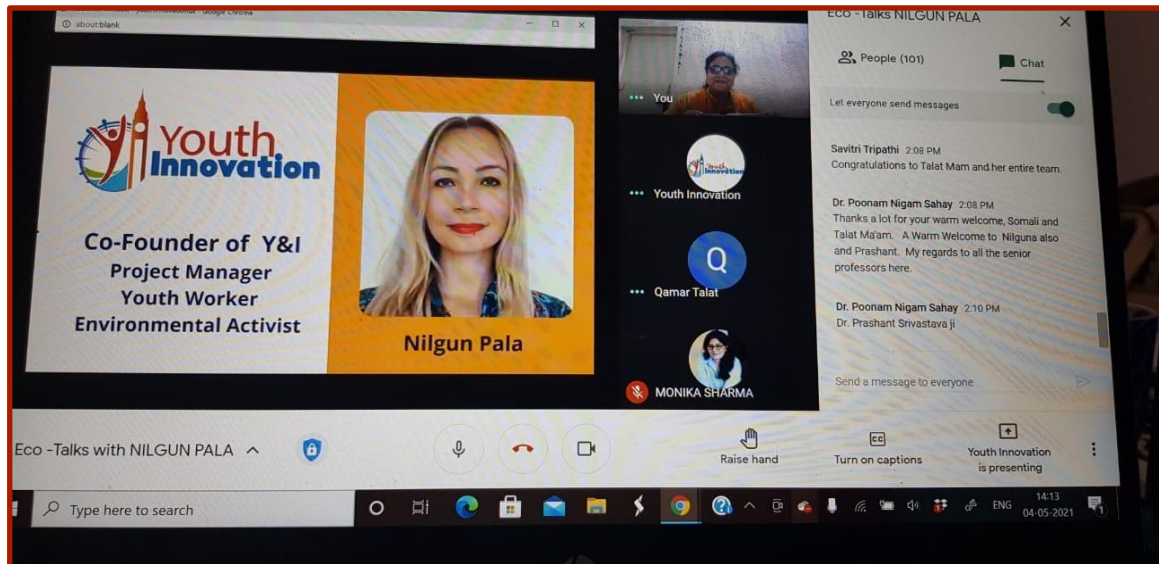 about:blank
Youth
Innovation
Co-Founder of Y&I
Project Manager
Youth Worker
Environmental Activist
Nilgun Pala
You
Youth Innovation
Youth Innovation
Q
Qamar Talat
MONIKA SHARMA
Eco -Talks NILGUN PALA
People (101)
Chat
Let everyone send messages
Savitri Tripathi 2:08 PM
Congratulations to Talat Mam and her entire team.
Dr. Poonam Nigam Sahay 2:08 PM
Thanks a lot for your warm welcome, Somali and
Talat Ma'am. A Warm Welcome to Nilguna also
and Prashant. My regards to all the senior
professors here.
Dr. Poonam Nigam Sahay 2:10 PM
Dr. Prashant Srivastava ji
Send a message to everyone
Eco -Talks with NILGUN PALA
Raise hand
CC
Turn on captions
Youth Innovation
is presenting
Type here to search
ENG
14:13
04-05-2021
1